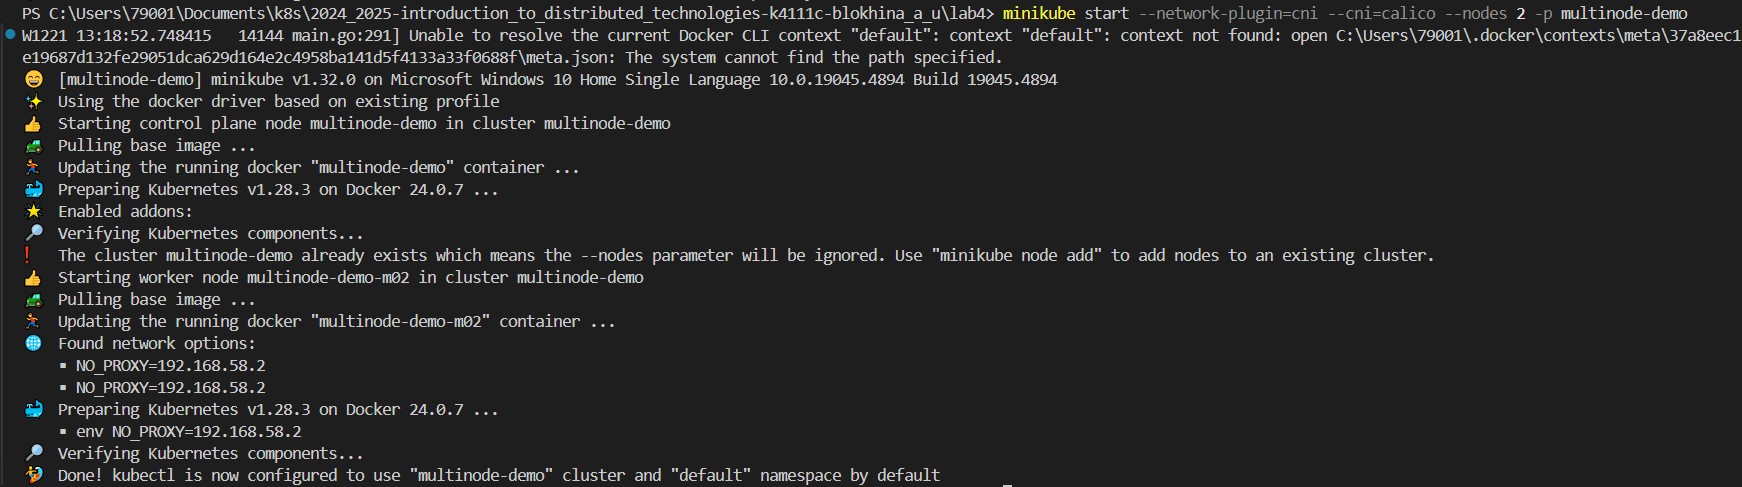 PS C:\Users\79001\Documents\k8s\2024_2025-introduction_to_distributed_technologies-k4111c-blokhina_a_u\lab4> minikube start --network-plugin=cni --cni=calico --nodes 2 -p multinode-demo
W1221 13:18:52.748415   14144 main.go:291] Unable to resolve the current Docker CLI context "default": context "default": context not found: open C:\Users\79001\.docker\contexts\meta\37a8eec1
e19687d132fe29051dca629d164e2c4958ba141d5f4133a33f0688f\meta.json: The system cannot find the path specified.
😄  [multinode-demo] minikube v1.32.0 on Microsoft Windows 10 Home Single Language 10.0.19045.4894 Build 19045.4894
✨  Using the docker driver based on existing profile
👍  Starting control plane node multinode-demo in cluster multinode-demo
🚜  Pulling base image ...
🏃  Updating the running docker "multinode-demo" container ...
🐳  Preparing Kubernetes v1.28.3 on Docker 24.0.7 ...
🌟  Enabled addons:
🔎  Verifying Kubernetes components...
❗  The cluster multinode-demo already exists which means the --nodes parameter will be ignored. Use "minikube node add" to add nodes to an existing cluster.
👍  Starting worker node multinode-demo-m02 in cluster multinode-demo
🚜  Pulling base image ...
🏃  Updating the running docker "multinode-demo-m02" container ...
🌐  Found network options:
▪ NO_PROXY=192.168.58.2
▪ NO_PROXY=192.168.58.2
🐳  Preparing Kubernetes v1.28.3 on Docker 24.0.7 ...
▪ env NO_PROXY=192.168.58.2
🔎  Verifying Kubernetes components...
🏄  Done! kubectl is now configured to use "multinode-demo" cluster and "default" namespace by default